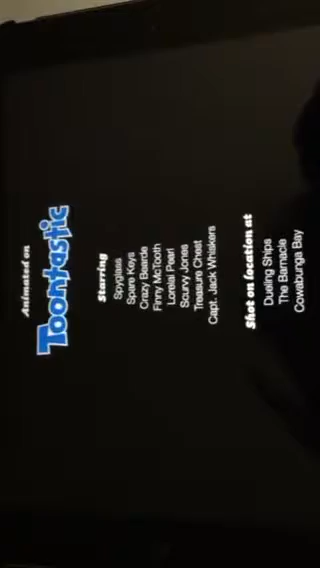 Animated on
Toontastic
Starring
Spyglass
Spare Keys
Crazy Bearde
Finny McTooth
Loreial Pearl
Scurvy Jones
Treasure Chest
Capt. Jack Whiskers
Shot on location at
Dueling Ships
The Barnacle
Cowabunga Bay